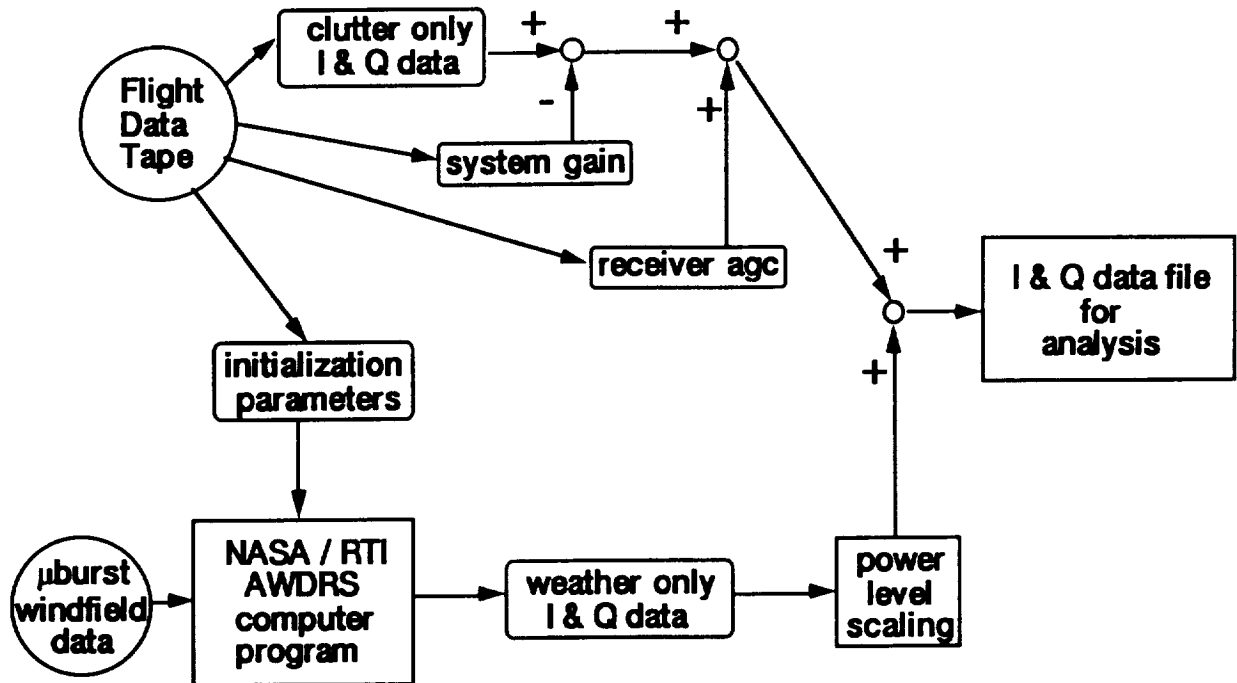 clutter only
I & Q data
+
+
Flight
Data
Tape
-
+
system gain
receiver agc
+
I & Q data file
for
analysis
initialization
parameters
+
µburst
windfield
data
NASA / RTI
AWDRS
computer
program
weather only
I & Q data
power
level
scaling